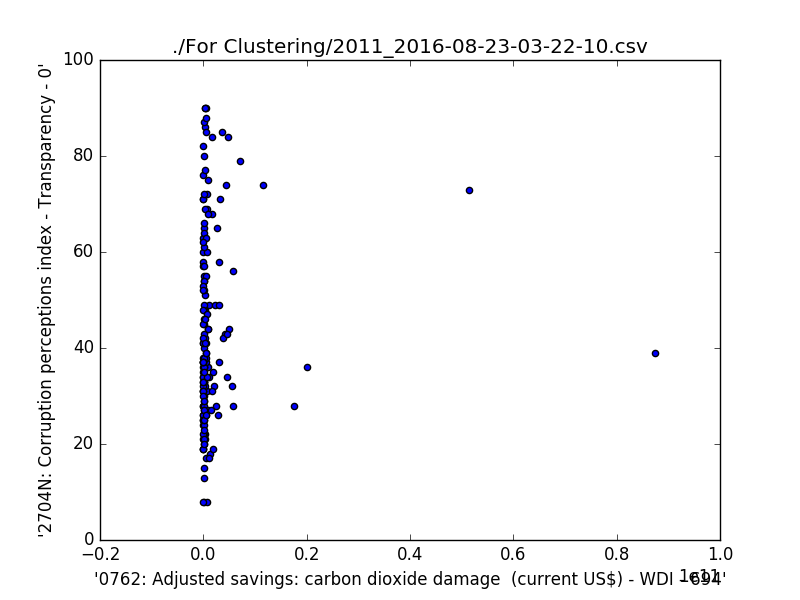 ./For Clustering/2011_2016-08-23-03-22-10.csv
'2704N: Corruption perceptions index - Transparency - 0'
100
80
60
40
20
0
−0.2 0.0 0.2 0.4 0.6 0.8 1.0
1e11
'0762: Adjusted savings: carbon dioxide damage (current US$) - WDI - 694'